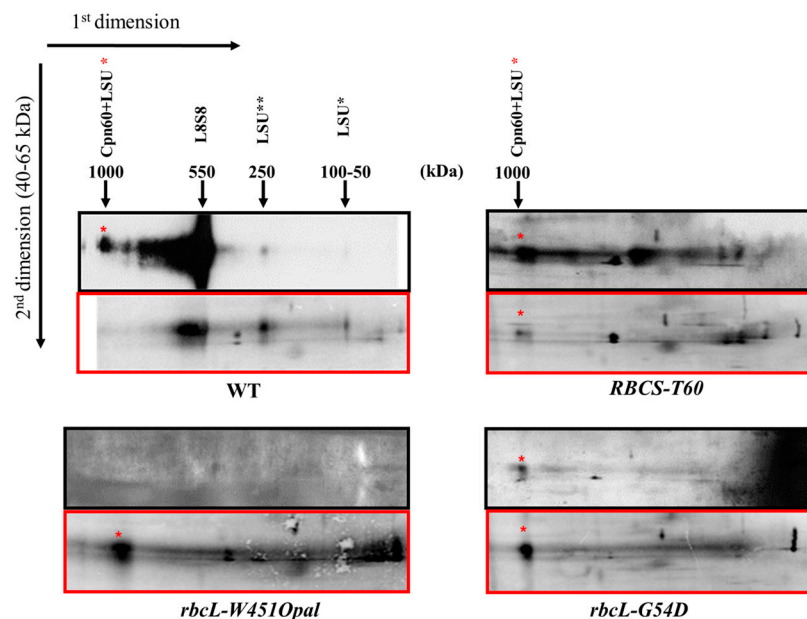 1st dimension
2nd dimension (40-65 kDa)
Cpn60+LSU *
L8S8
LSU**
LSU*
Cpn60+LSU *
1000
550
250
100-50
(kDa)
1000
*
*
*
WT
RBCS-T60
*
*
*
rbcL-W451Opal
rbcL-G54D